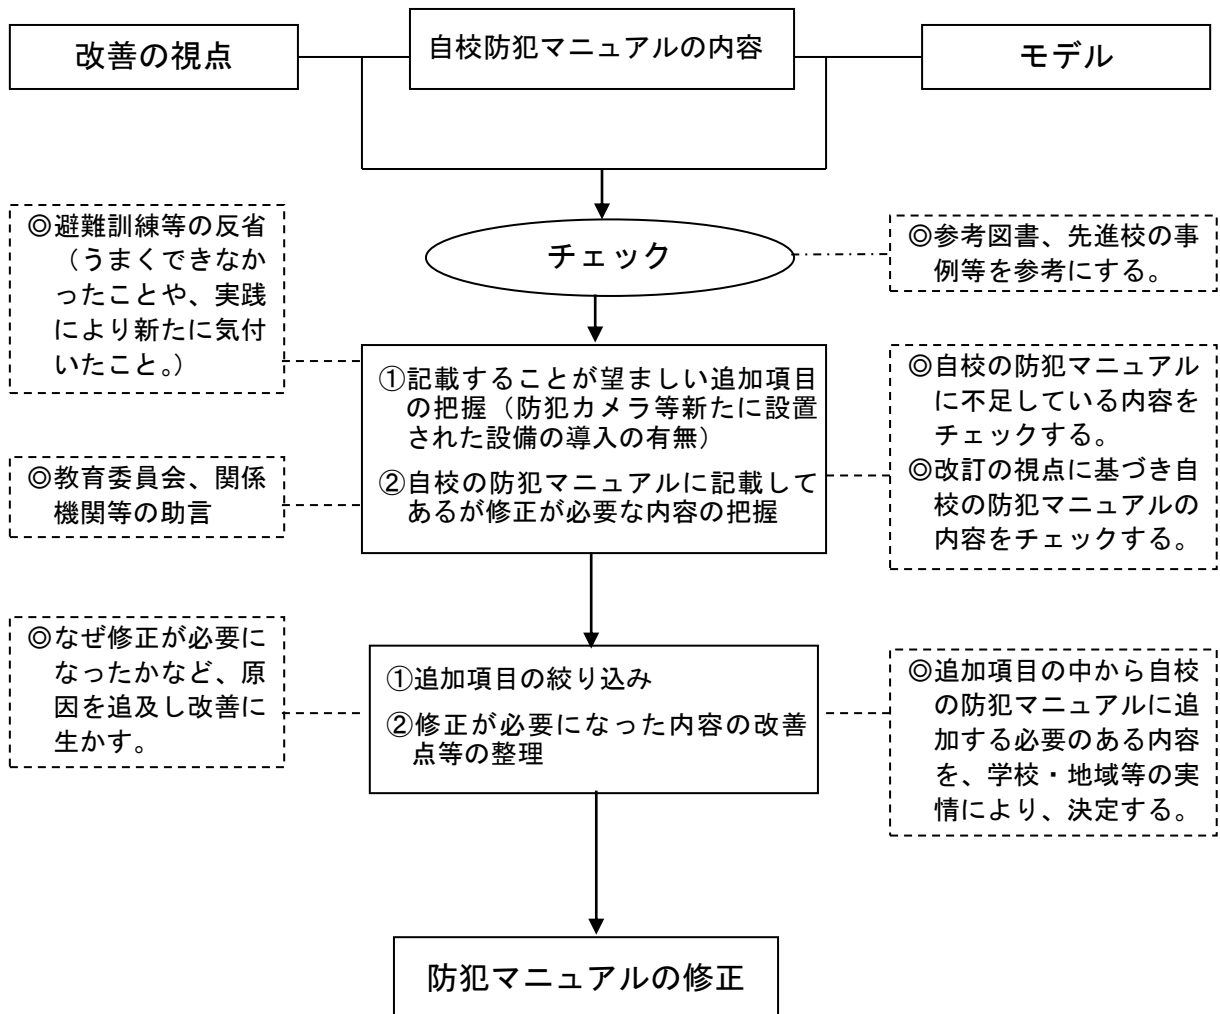 改善の視点
自校防犯マニュアルの内容
モデル
チェック
◎避難訓練等の反省
（うまくできなか
ったことや、実践
により新たに気付
いたこと。）
◎参考図書、先進校の事
例等を参考にする。
①記載することが望ましい追加項目
の把握（防犯カメラ等新たに設置
された設備の導入の有無）
②自校の防犯マニュアルに記載して
あるが修正が必要な内容の把握
◎教育委員会、関係
機関等の助言
◎自校の防犯マニュアル
に不足している内容を
チェックする。
◎改訂の視点に基づき自
校の防犯マニュアルの
内容をチェックする。
◎なぜ修正が必要に
なったかなど、原
因を追及し改善に
生かす。
①追加項目の絞り込み
②修正が必要になった内容の改善
点等の整理
◎追加項目の中から自校
の防犯マニュアルに追
加する必要のある内容
を、学校・地域等の実
情により、決定する。
防犯マニュアルの修正